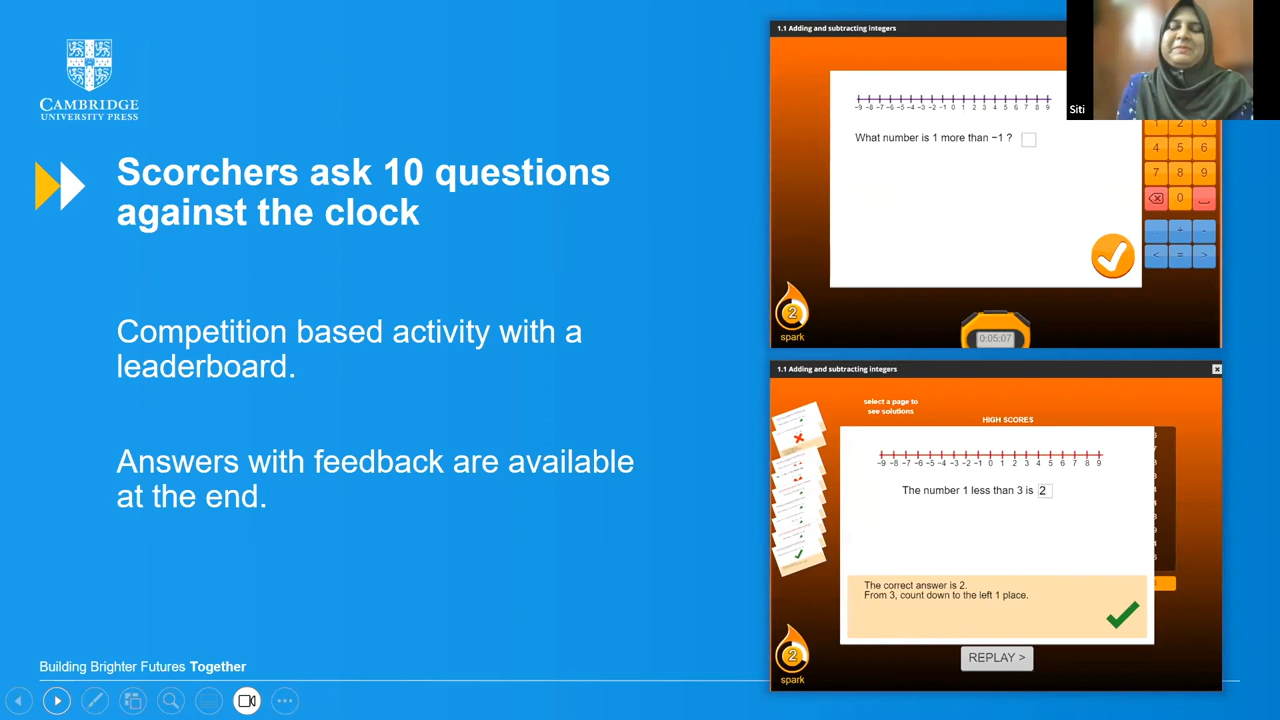 CAMBRIDGE
UNIVERSITY PRESS
Scorchers ask 10 questions
against the clock
Competition based activity with a
leaderboard.
Answers with feedback are available
at the end.
Building Brighter Futures Together
1.1 Adding and subtracting integers
−9 −8 −7 −6 −5 −4 −3 −2 −1 0 1 2 3 4 5 6 7 8 9
What number is 1 more than −1 ?
2
spark
0:05:07
Siti
1 2 3
4 5 6
7 8 9
0
+ -
< = >
1.1 Adding and subtracting integers
select a page to
see solutions
HIGH SCORES
−9 −8 −7 −6 −5 −4 −3 −2 −1 0 1 2 3 4 5 6 7 8 9
The number 1 less than 3 is 2
The correct answer is 2.
From 3, count down to the left 1 place.
2
spark
REPLAY >